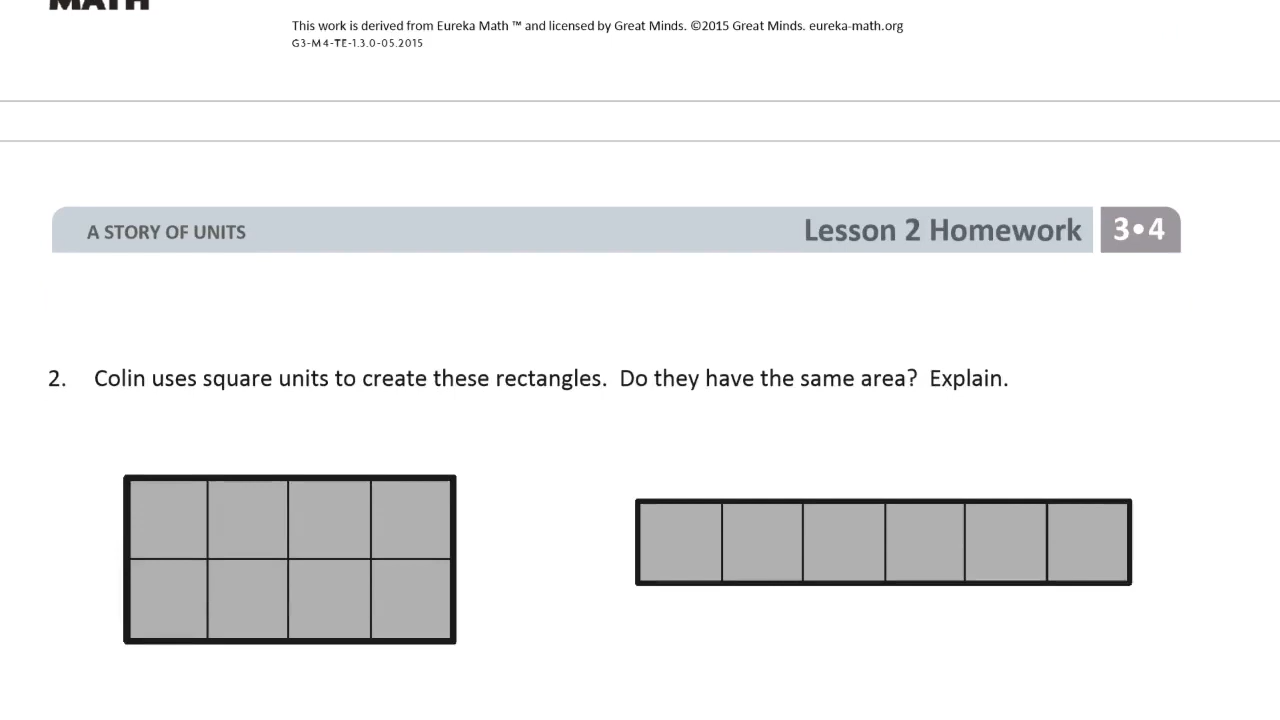 MATH
This work is derived from Eureka Math ™ and licensed by Great Minds. ©2015 Great Minds. eureka-math.org
G3-M4-TE-1.3.0-05.2015
A STORY OF UNITS
Lesson 2 Homework 3•4
2. Colin uses square units to create these rectangles. Do they have the same area? Explain.